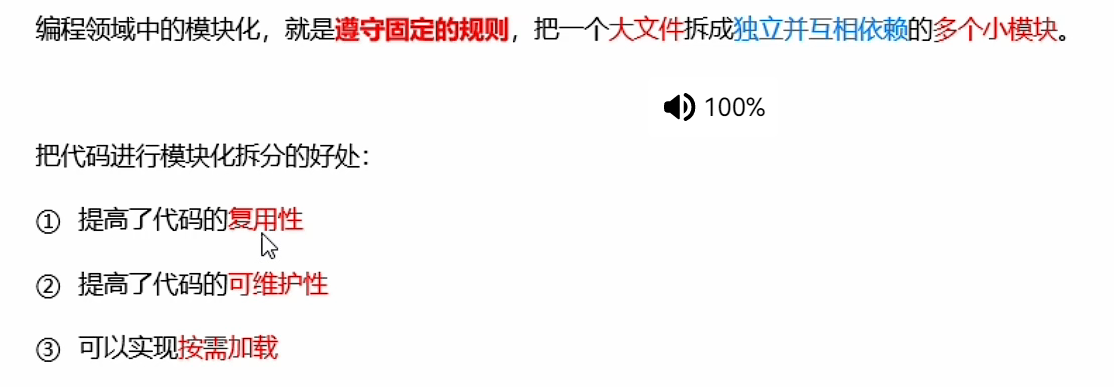 编程领域中的模块化，就是遵守固定的规则，把一个大文件拆成独立并互相依赖的多个小模块。
100%
把代码进行模块化拆分的好处：
① 提高了代码的复用性
② 提高了代码的可维护性
③ 可以实现按需加载